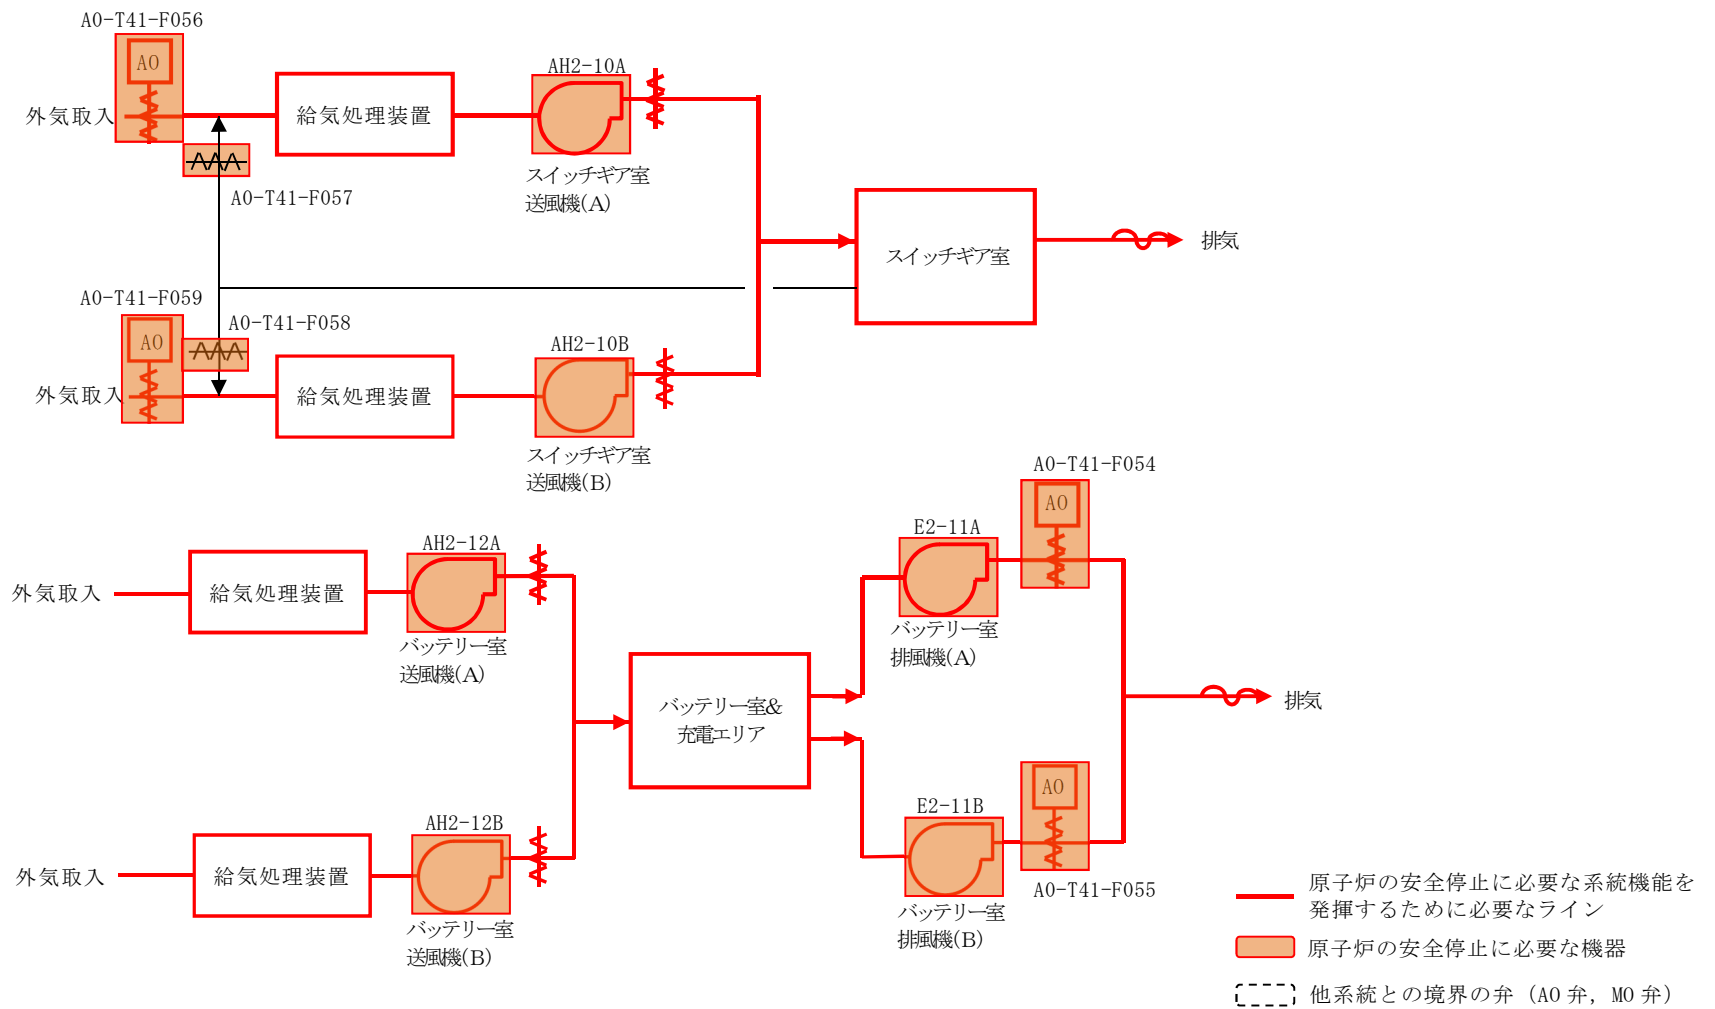 AO-T41-F056
AO
外気取入
給気処理装置
AH2-10A
スイッチギア室
送風機(A)
AO-T41-F057
スイッチギア室
排気
AO-T41-F059
AO
AO-T41-F058
外気取入
給気処理装置
AH2-10B
スイッチギア室
送風機(B)
AO-T41-F054
AO
E2-11A
バッテリー室
排風機(A)
AH2-12A
外気取入
給気処理装置
バッテリー室
送風機(A)
バッテリー室&
充電エリア
排気
AO
E2-11B
AO-T41-F055
バッテリー室
排風機(B)
AH2-12B
外気取入
給気処理装置
バッテリー室
送風機(B)
原子炉の安全停止に必要な系統機能を
発揮するために必要なライン
原子炉の安全停止に必要な機器
他系統との境界の弁（AO 弁，MO 弁）